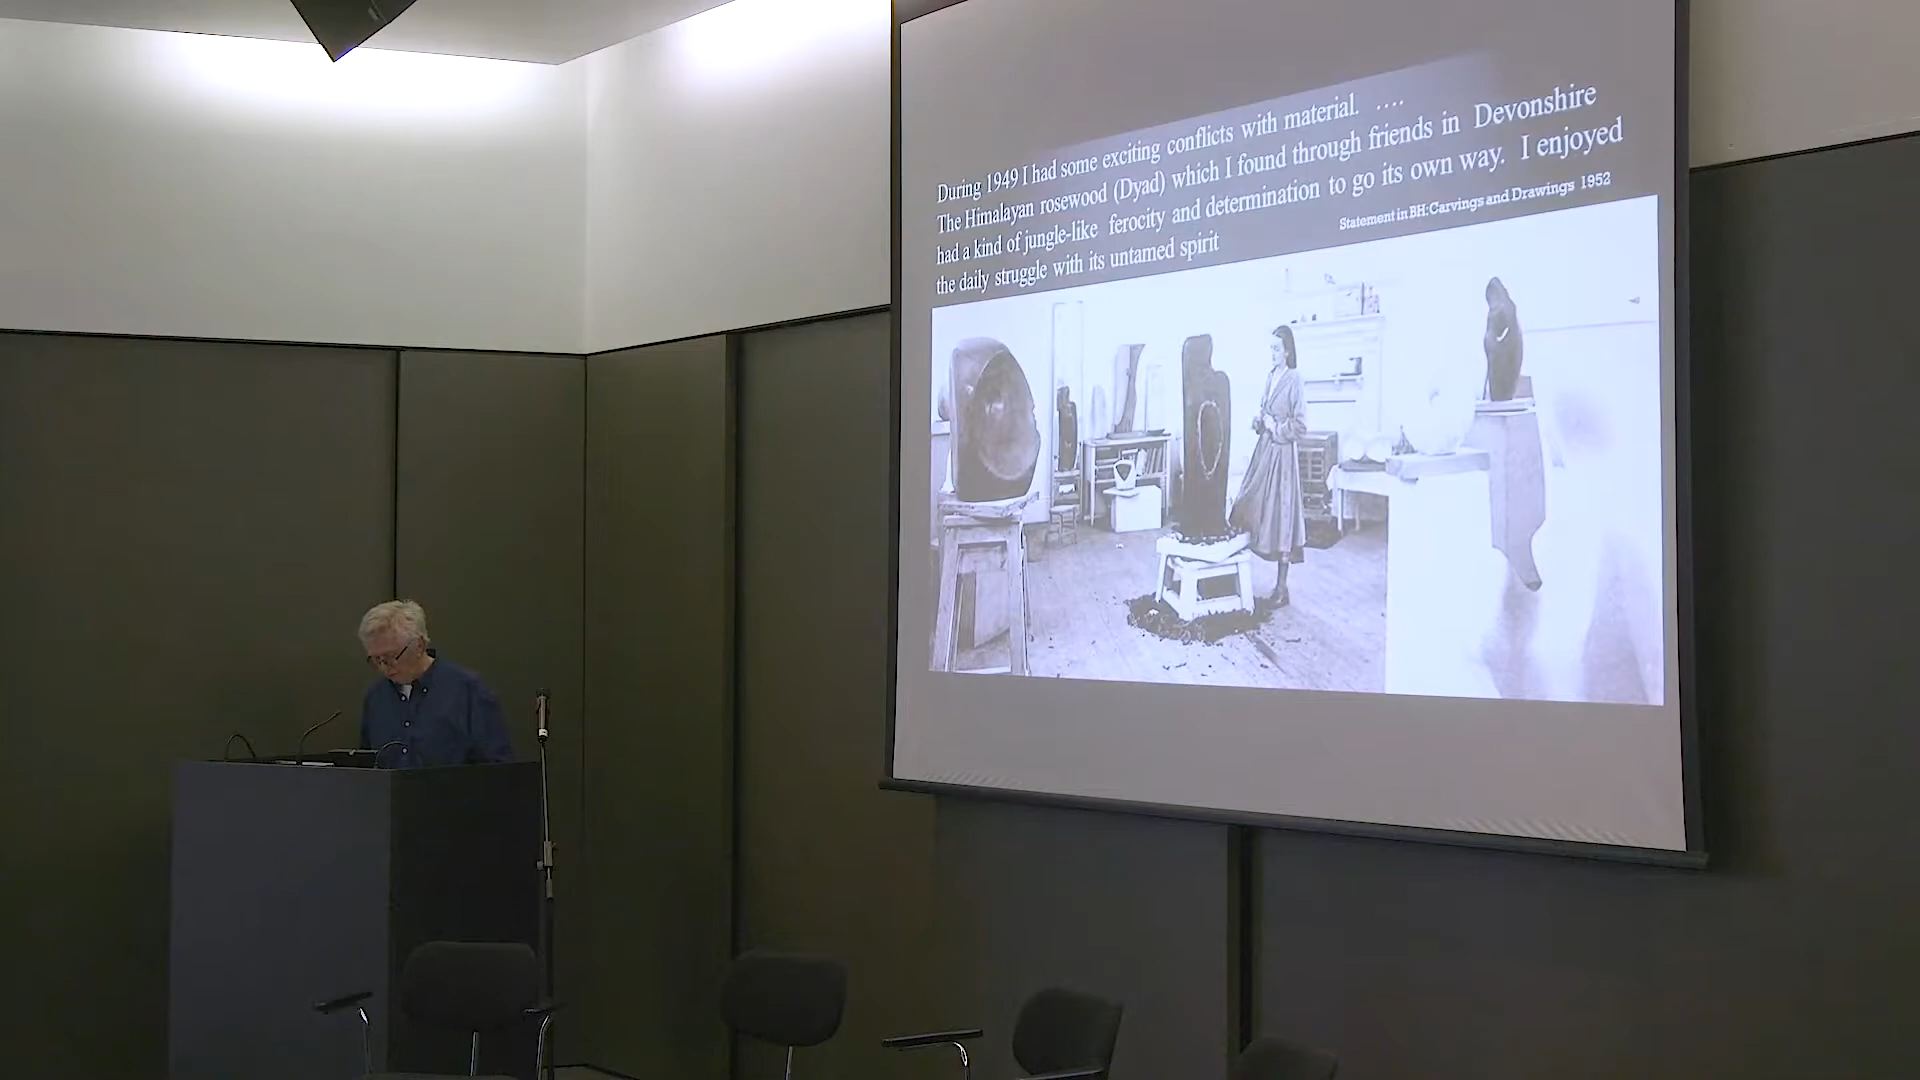 During 1949 I had some exciting conflicts with material. ....
The Himalayan rosewood (Dyad) which I found through friends in Devonshire
had a kind of jungle-like ferocity and determination to go its own way. I enjoyed
the daily struggle with its untamed spirit
Statement in BH:Carvings and Drawings 1952